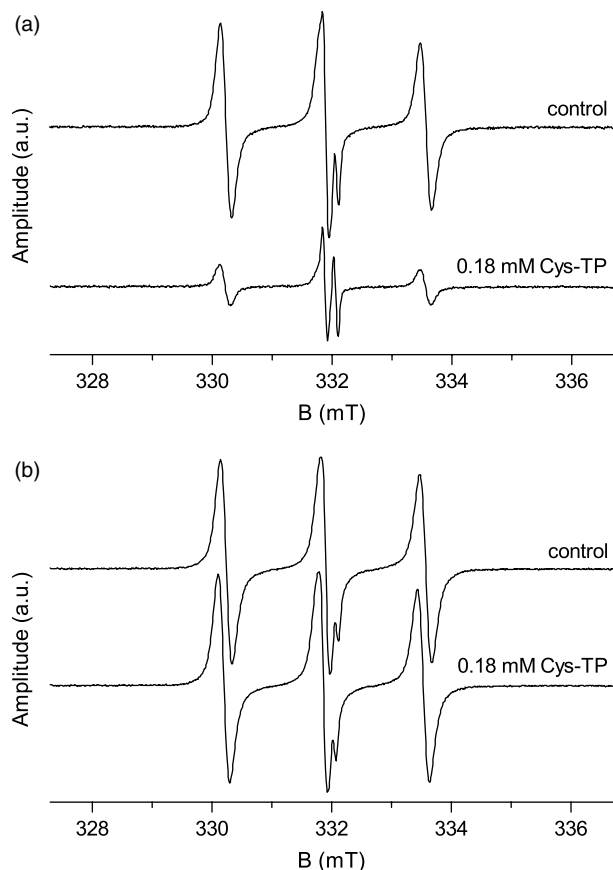 (a)
control
0.18 mM Cys-TP
Amplitude (a.u.)
328 330 332 334 336
B (mT)
(b)
control
0.18 mM Cys-TP
Amplitude (a.u.)
328 330 332 334 336
B (mT)